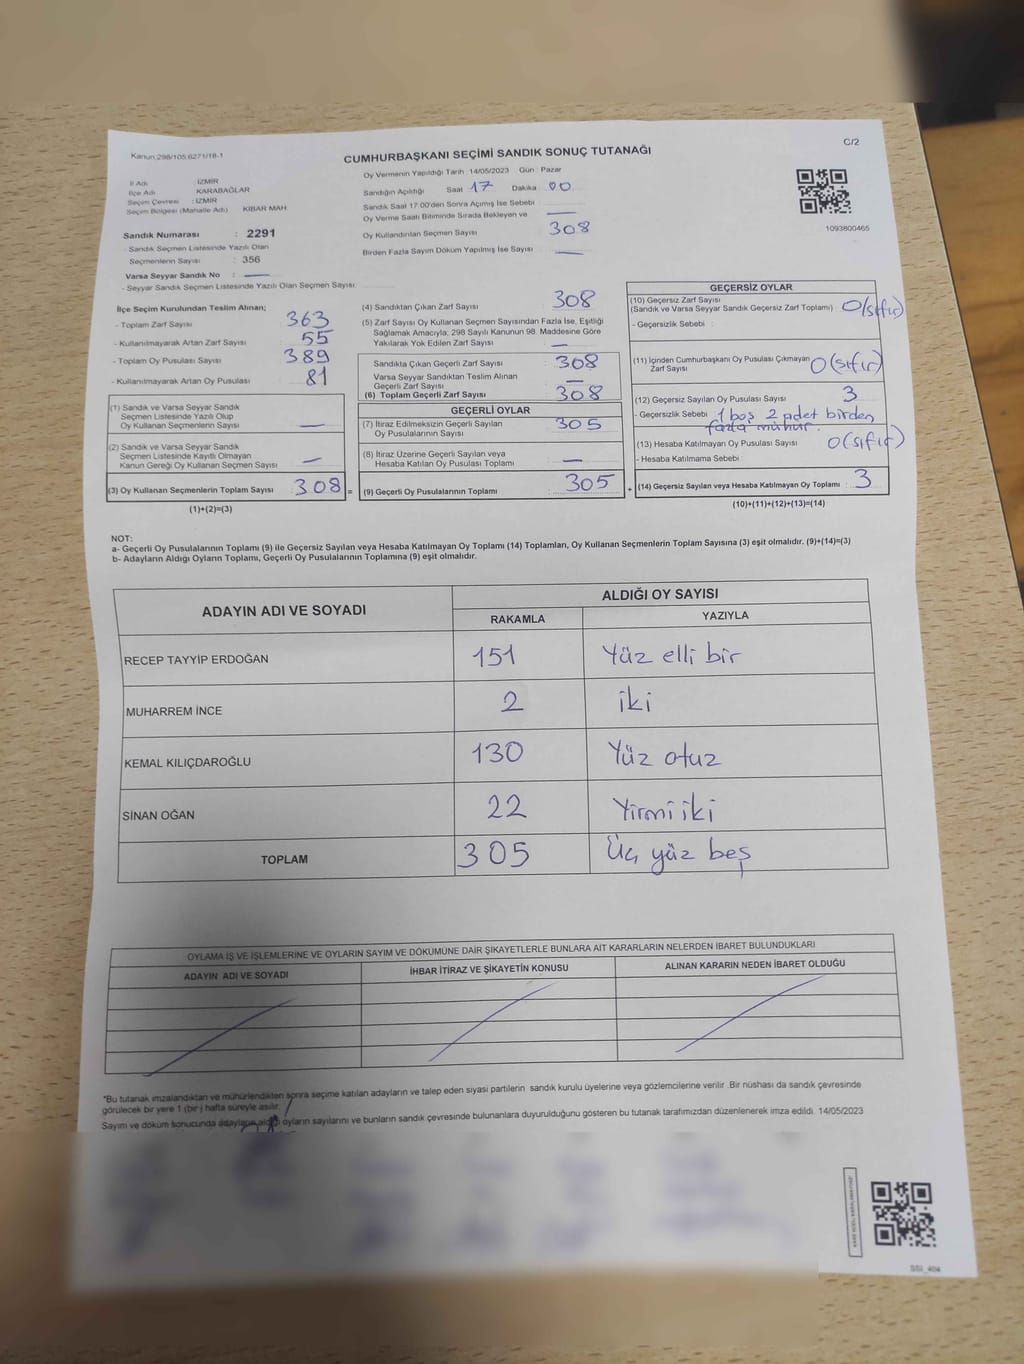 Kanun,298/105.6271/18-1
C/2
CUMHURBAŞKANI SEÇİMİ SANDIK SONUÇ TUTANAĞI
İl Adı : İZMİR
İlçe Adı : KARABAĞLAR
Seçim Çevresi : İZMİR
Seçim Bölgesi (Mahalle Adı) : KİBAR MAH.
Sandık Numarası : 2291
- Sandık Seçmen Listesinde Yazılı Olan
Seçmenlerin Sayısı : 356
Varsa Seyyar Sandık No : —
- Seyyar Sandık Seçmen Listesinde Yazılı Olan Seçmen Sayısı:
Oy Vermenin Yapıldığı Tarih :14/05/2023 Gün : Pazar
Sandığın Açıldığı Saat 17 Dakika 00
Sandık Saat 17:00'den Sonra Açımış İse Sebebi
Oy Verme Saati Bitiminde Sırada Bekleyen ve —
Oy Kullandırılan Seçmen Sayısı 308
Birden Fazla Sayım Döküm Yapılmış İse Sayısı —
1093800465
İlçe Seçim Kurulundan Teslim Alınan;
- Toplam Zarf Sayısı : 363
- Kullanılmayarak Artan Zarf Sayısı : 55
- Toplam Oy Pusulası Sayısı : 389
- Kullanılmayarak Artan Oy Pusulası : 81
(1) Sandık ve Varsa Seyyar Sandık
Seçmen Listesinde Yazılı Olup
Oy Kullanan Seçmenlerin Sayısı : —
(2) Sandık ve Varsa Seyyar Sandık
Seçmen Listesinde Kayıtlı Olmayan
Kanun Gereği Oy Kullanan Seçmen Sayısı : —
(3) Oy Kullanan Seçmenlerin Toplam Sayısı : 308 =
(1)+(2)=(3)
(4) Sandıktan Çıkan Zarf Sayısı : 308
(5) Zarf Sayısı Oy Kullanan Seçmen Sayısından Fazla İse, Eşitliği
Sağlamak Amacıyla; 298 Sayılı Kanunun 98. Maddesine Göre
Yakılarak Yok Edilen Zarf Sayısı : —
Sandıkta Çıkan Geçerli Zarf Sayısı : 308
Varsa Seyyar Sandıktan Teslim Alınan
Geçerli Zarf Sayısı : —
(6) Toplam Geçerli Zarf Sayısı : 308
GEÇERLİ OYLAR
(7) İtiraz Edilmeksizin Geçerli Sayılan
Oy Pusulalarının Sayısı : 305
(8) İtiraz Üzerine Geçerli Sayılan veya
Hesaba Katılan Oy Pusulası Toplamı : —
(9) Geçerli Oy Pusulalarının Toplamı : 305 +
GEÇERSİZ OYLAR
(10) Geçersiz Zarf Sayısı
(Sandık ve Varsa Seyyar Sandık Geçersiz Zarf Toplamı) : 0(sıfır)
- Geçersizlik Sebebi :
(11) İçinden Cumhurbaşkanı Oy Pusulası Çıkmayan
Zarf Sayısı : 0(sıfır)
(12) Geçersiz Sayılan Oy Pusulası Sayısı : 3
- Geçersizlik Sebebi : 1 boş 2 adet birden
fazla mühür.
(13) Hesaba Katılmayan Oy Pusulası Sayısı : 0(sıfır)
- Hesaba Katılmama Sebebi :
(14) Geçersiz Sayılan veya Hesaba Katılmayan Oy Toplamı : 3
(10)+(11)+(12)+(13)=(14)
NOT:
a- Geçerli Oy Pusulalarının Toplamı (9) ile Geçersiz Sayılan veya Hesaba Katılmayan Oy Toplamı (14) Toplamları, Oy Kullanan Seçmenlerin Toplam Sayısına (3) eşit olmalıdır. (9)+(14)=(3)
b- Adayların Aldığı Oyların Toplamı, Geçerli Oy Pusulalarının Toplamına (9) eşit olmalıdır.
ADAYIN ADI VE SOYADI ALDIĞI OY SAYISI
RAKAMLA YAZIYLA
RECEP TAYYİP ERDOĞAN 151 Yüz elli bir
MUHARREM İNCE 2 iki
KEMAL KILIÇDAROĞLU 130 Yüz otuz
SİNAN OĞAN 22 Yirmi iki
TOPLAM 305 Üç yüz beş
OYLAMA İŞ VE İŞLEMLERİNE VE OYLARIN SAYIM VE DÖKÜMÜNE DAİR ŞİKAYETLERLE BUNLARA AİT KARARLARIN NELERDEN İBARET BULUNDUKLARI
ADAYIN ADI VE SOYADI İHBAR İTİRAZ VE ŞİKAYETİN KONUSU ALINAN KARARIN NEDEN İBARET OLDUĞU
*Bu tutanak imzalandıktan ve mühürlendikten sonra seçime katılan adayların ve talep eden siyasi partilerin sandık kurulu üyelerine veya gözlemcilerine verilir. Bir nüshası da sandık çevresinde
görülecek bir yere 1 (bir) hafta süreyle asılır.
Sayım ve döküm sonucunda adayların aldığı oyların sayılarını ve bunların sandık çevresinde bulunanlara duyurulduğunu gösteren bu tutanak tarafımızdan düzenlenerek imza edildi. 14/05/2023
SSI_404